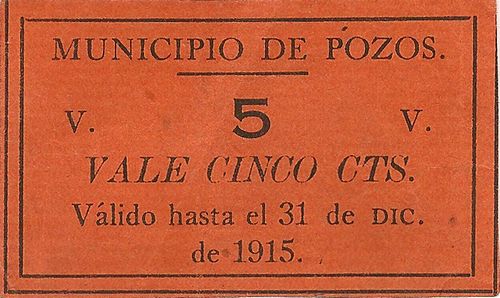 MUNICIPIO DE POZOS.
V. 5 V.
VALE CINCO CTS.
Válido hasta el 31 de DIC.
de 1915.